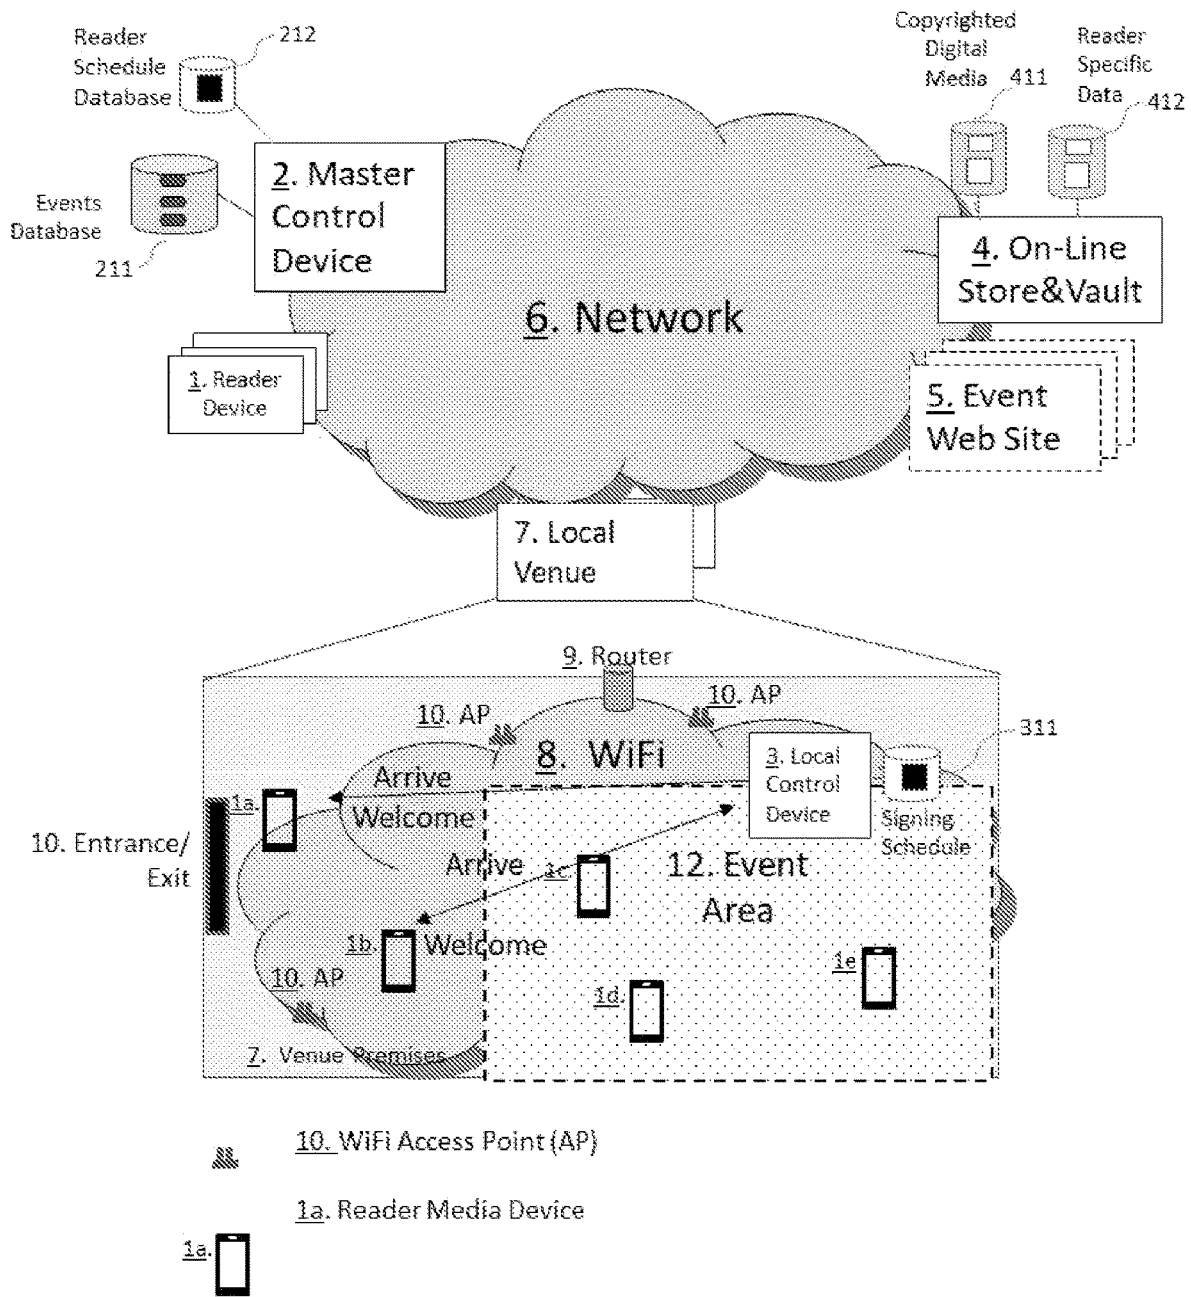 Reader
Schedule
Database
212
Events
Database
211
2. Master
Control
Device
Copyrighted
Digital
Media
411
Reader
Specific
Data
412
4. On-Line
Store&Vault
6. Network
1. Reader
Device
5. Event
Web Site
7. Local
Venue
9. Router
10. AP
10. AP
8. WiFi
3. Local
Control
Device
311
Signing
Schedule
Arrive
Welcome
1a.
10. Entrance/
Exit
Arrive
1c.
12. Event
Area
1b.
Welcome
10. AP
1d.
1e
7. Venue Premises
10. WiFi Access Point (AP)
1a. Reader Media Device
1a.